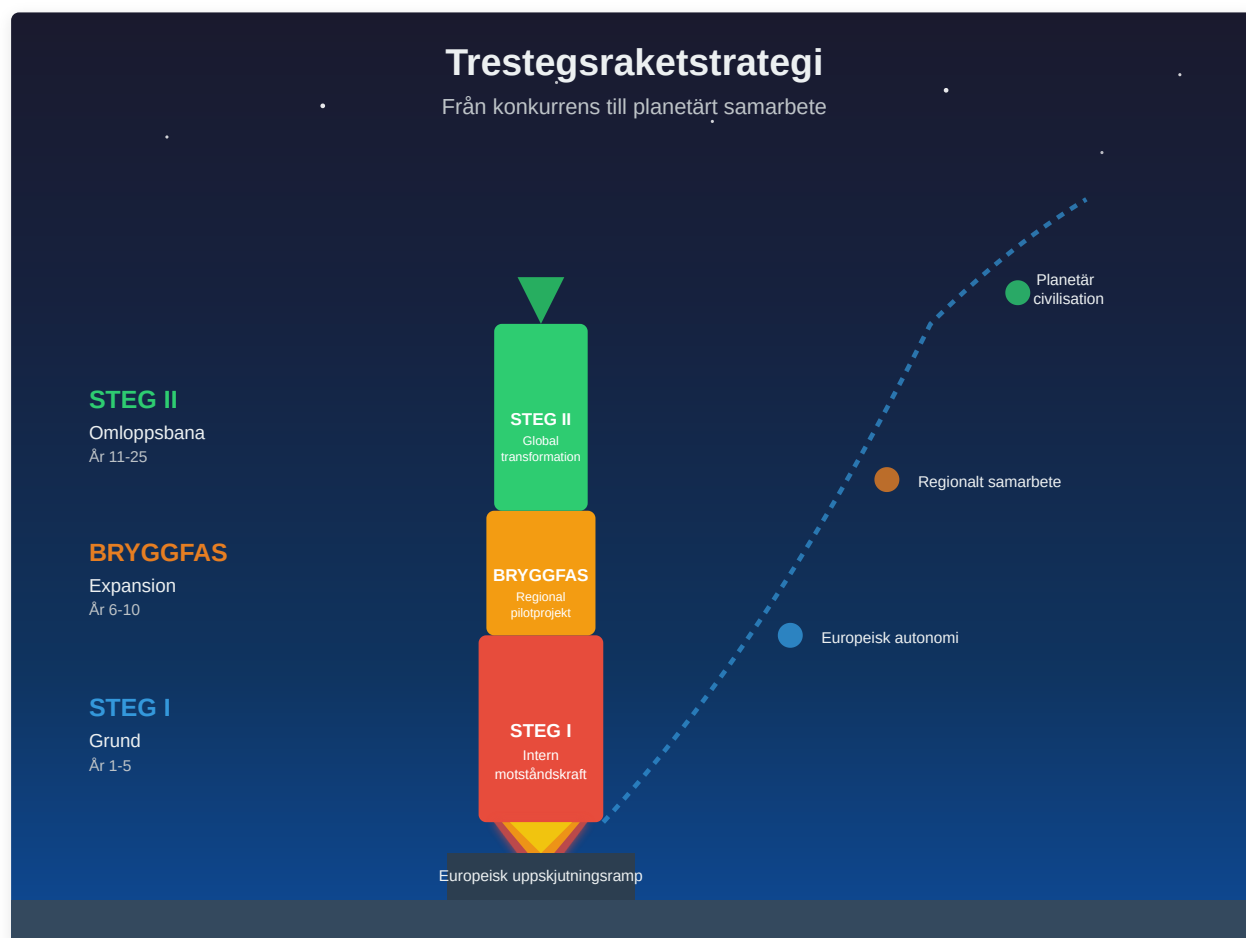 Trestegsraketstrategi
Från konkurrens till planetärt samarbete
Planetär
civilisation
STEG II
Omloppsbana
År 11-25
STEG II
Global
transformation
Regionalt samarbete
BRYGGFAS
Expansion
År 6-10
BRYGGFAS
Regional
pilotprojekt
Europeisk autonomi
STEG I
Grund
År 1-5
STEG I
Intern
motståndskraft
Europeisk uppskjutningsramp